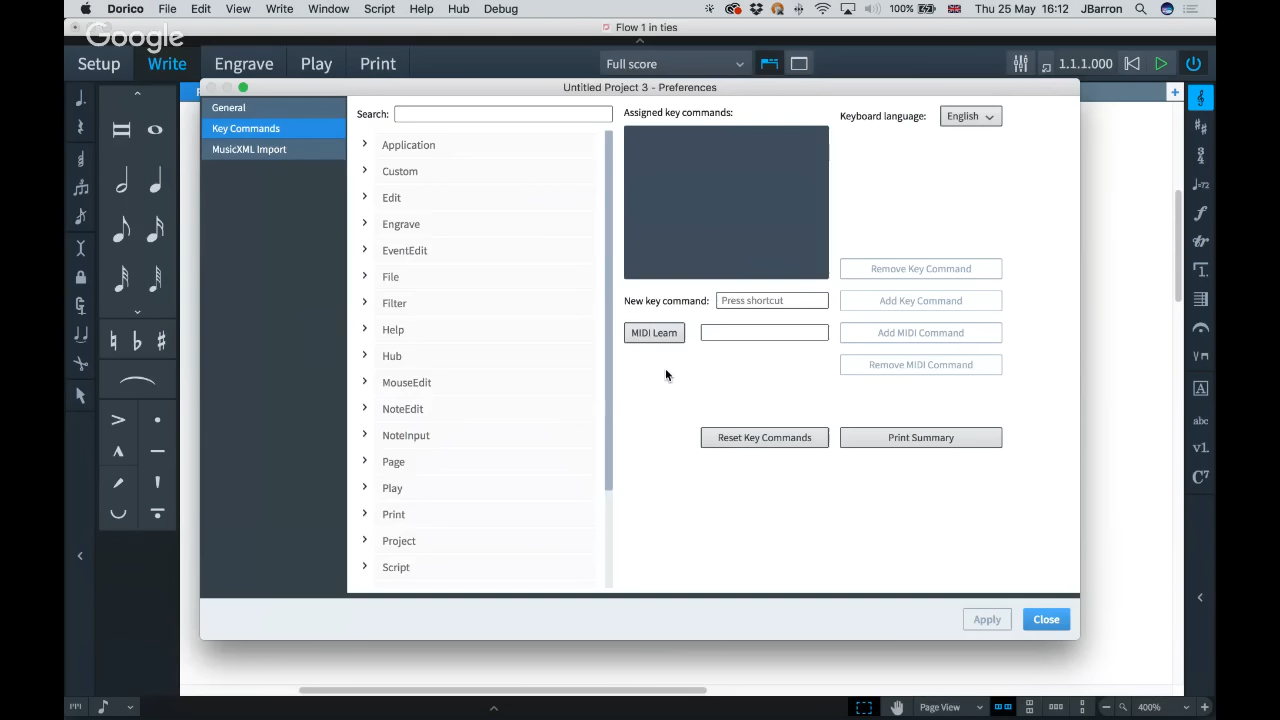 Dorico File Edit View Write Window Script Help Hub Debug 100% Thu 25 May 16:12 JBarron
Flow 1 in ties
Google
Setup Write Engrave Play Print Full score 1.1.1.000
Untitled Project 3 - Preferences
General
Key Commands
MusicXML Import
Search:
Application
Custom
Edit
Engrave
EventEdit
File
Filter
Help
Hub
MouseEdit
NoteEdit
NoteInput
Page
Play
Print
Project
Script
Assigned key commands:
Keyboard language: English
Remove Key Command
New key command: Press shortcut Add Key Command
MIDI Learn Add MIDI Command
Remove MIDI Command
Reset Key Commands Print Summary
Apply Close
abc
v1.
C7
Page View 400%